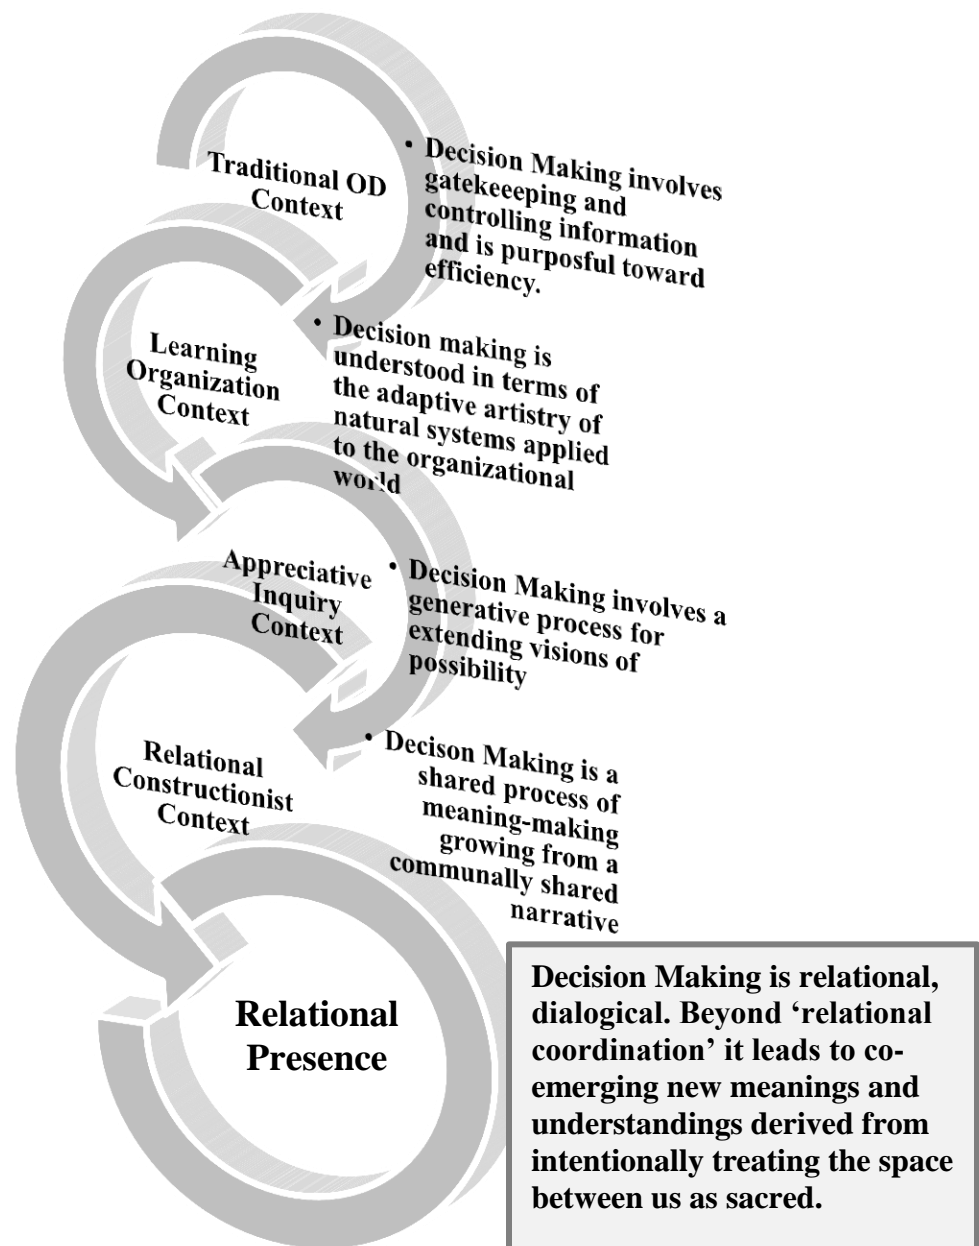 Traditional OD
Context
• Decision Making involves
gatekeeeping and
controlling information
and is purposful toward
efficiency.
Learning
Organization
Context
• Decision making is
understood in terms of
the adaptive artistry of
natural systems applied
to the organizational
world
Appreciative
Inquiry
Context
• Decision Making involves a
generative process for
extending visions of
possibility
Relational
Constructionist
Context
• Decison Making is a
shared process of
meaning-making
growing from a
communally shared
narrative
Relational
Presence
Decision Making is relational,
dialogical. Beyond ‘relational
coordination’ it leads to co-
emerging new meanings and
understandings derived from
intentionally treating the space
between us as sacred.